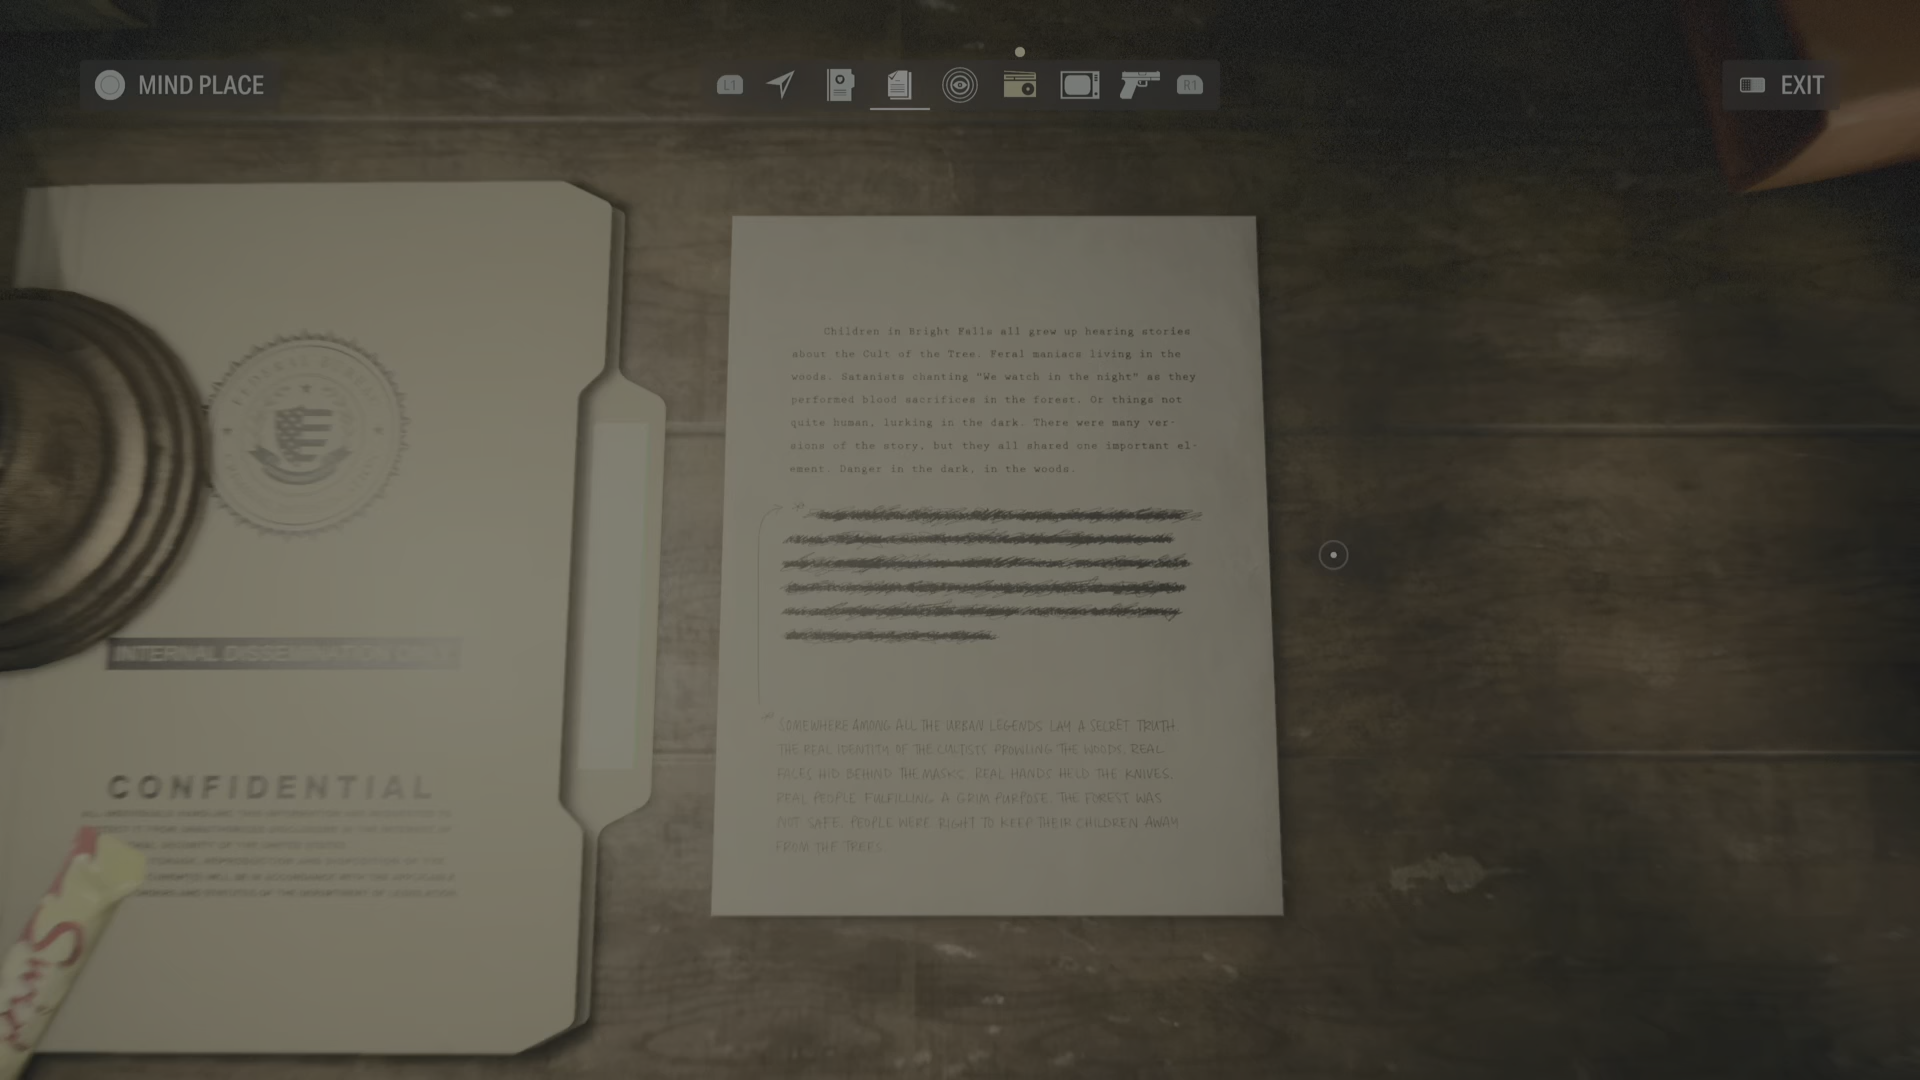 MIND PLACE
L1
R1
EXIT
Children in Bright Falls all grew up hearing stories
about the Cult of the Tree. Feral maniacs living in the
woods. Satanists chanting "We watch in the night" as they
performed blood sacrifices in the forest. Or things not
quite human, lurking in the dark. There were many ver-
sions of the story, but they all shared one important el-
ement. Danger in the dark, in the woods.
SOMEWHERE AMONG ALL THE URBAN LEGENDS LAY A SECRET TRUTH.
THE REAL IDENTITY OF THE CULTISTS PROWLING THE WOODS. REAL
FACES HID BEHIND THE MASKS. REAL HANDS HELD THE KNIVES.
REAL PEOPLE FULFILLING A GRIM PURPOSE. THE FOREST WAS
NOT SAFE. PEOPLE WERE RIGHT TO KEEP THEIR CHILDREN AWAY
FROM THE TREES.
INTERNAL DISSEMINATION ONLY
CONFIDENTIAL